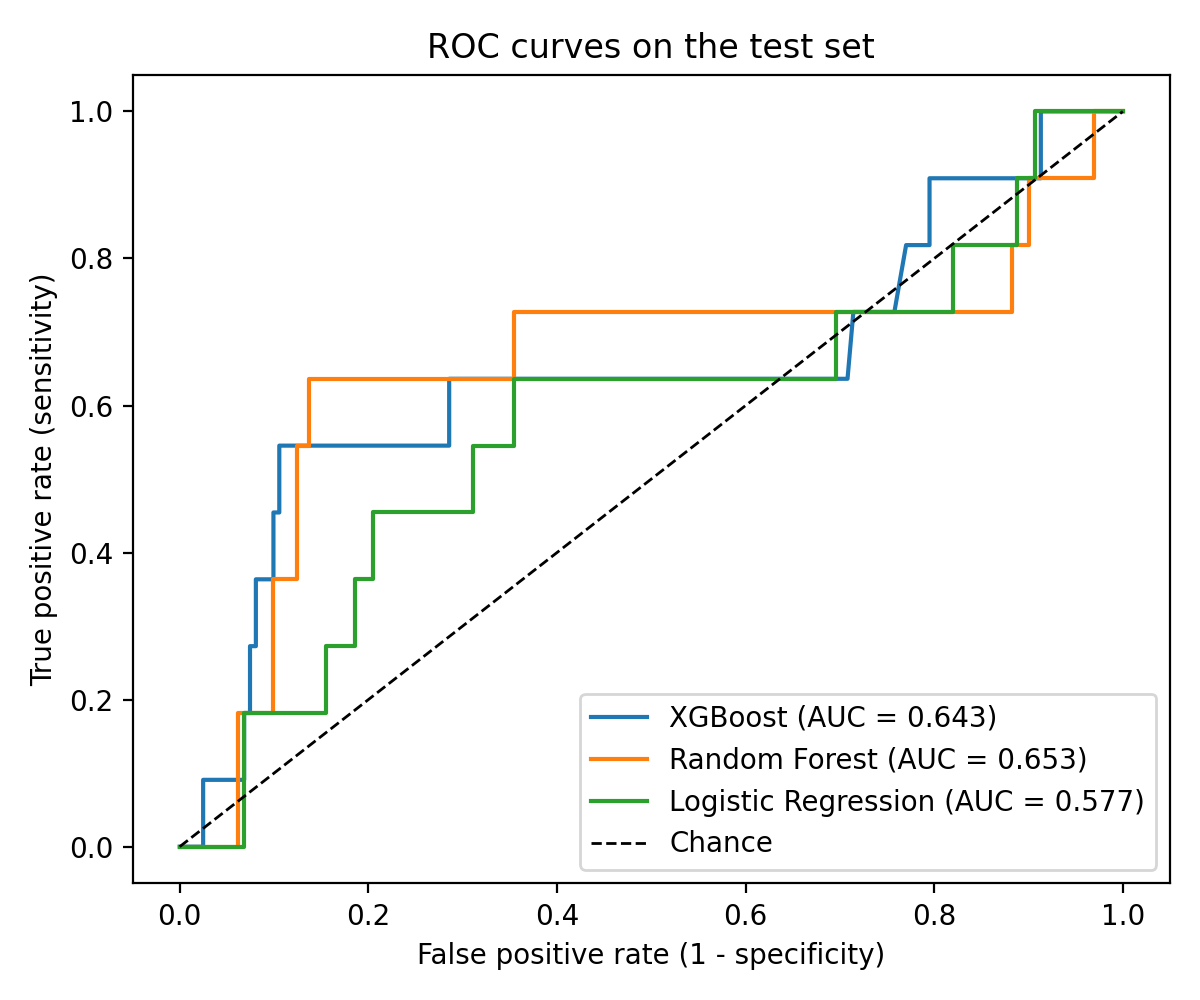 ROC curves on the test set
True positive rate (sensitivity)
1.0
0.8
0.6
0.4
0.2
0.0
XGBoost (AUC = 0.643)
Random Forest (AUC = 0.653)
Logistic Regression (AUC = 0.577)
Chance
0.0 0.2 0.4 0.6 0.8 1.0
False positive rate (1 - specificity)